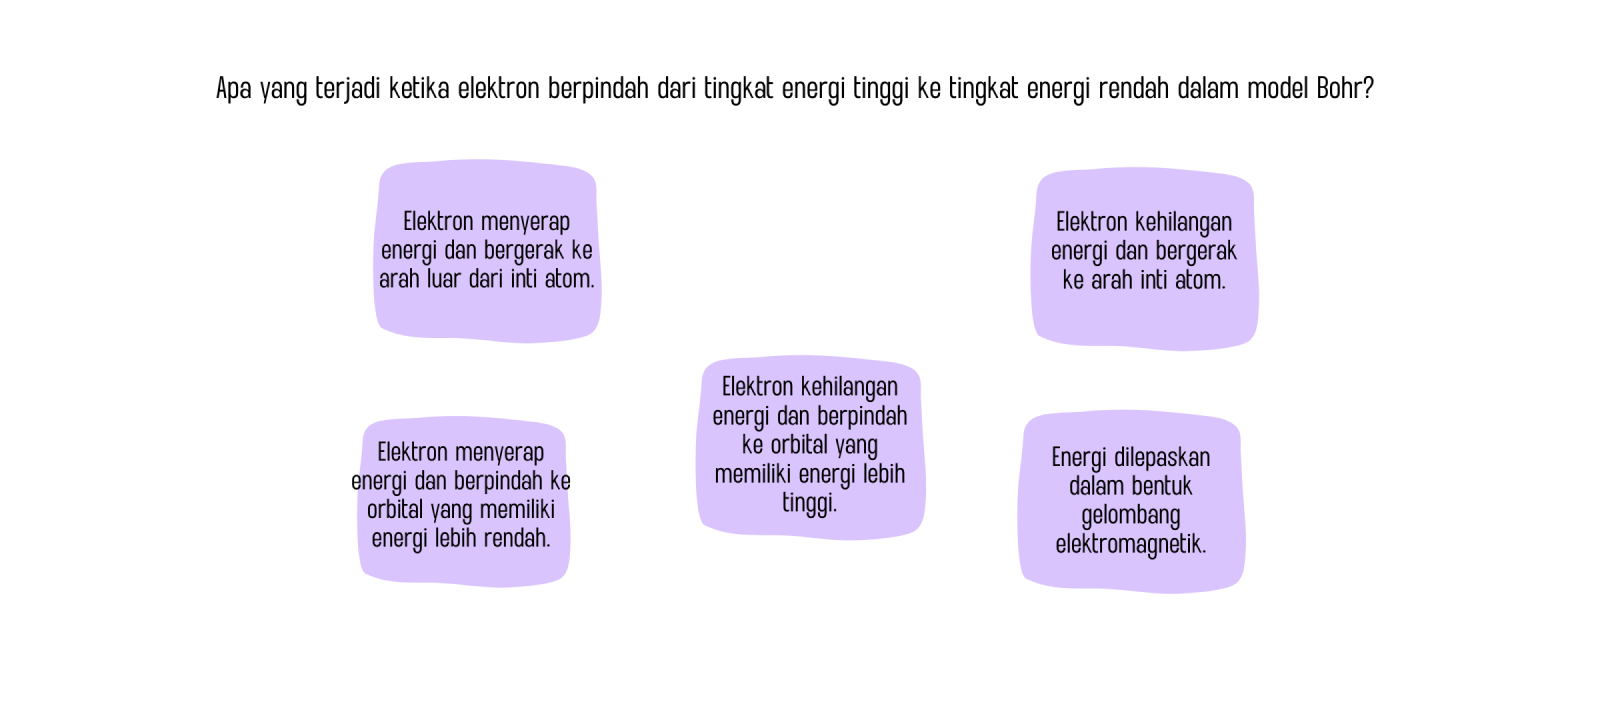 Apa yang terjadi ketika elektron berpindah dari tingkat energi tinggi ke tingkat energi rendah dalam model Bohr?
Elektron menyerap
energi dan bergerak ke
arah luar dari inti atom.
Elektron kehilangan
energi dan bergerak
ke arah inti atom.
Elektron menyerap
energi dan berpindah ke
orbital yang memiliki
energi lebih rendah.
Elektron kehilangan
energi dan berpindah
ke orbital yang
memiliki energi lebih
tinggi.
Energi dilepaskan
dalam bentuk
gelombang
elektromagnetik.